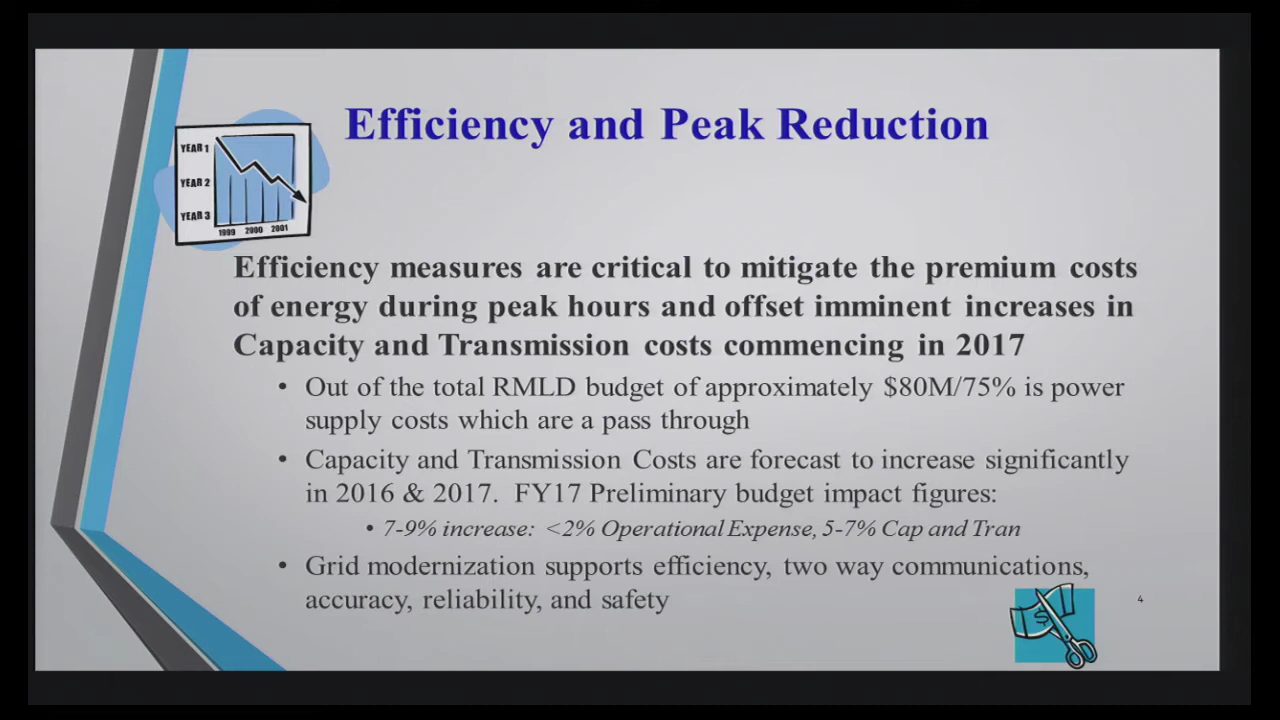 Efficiency and Peak Reduction
YEAR 1
YEAR 2
YEAR 3
1999 2000 2001
Efficiency measures are critical to mitigate the premium costs
of energy during peak hours and offset imminent increases in
Capacity and Transmission costs commencing in 2017
• Out of the total RMLD budget of approximately $80M/75% is power
supply costs which are a pass through
• Capacity and Transmission Costs are forecast to increase significantly
in 2016 & 2017. FY17 Preliminary budget impact figures:
• 7-9% increase: <2% Operational Expense, 5-7% Cap and Tran
• Grid modernization supports efficiency, two way communications,
accuracy, reliability, and safety
$
4